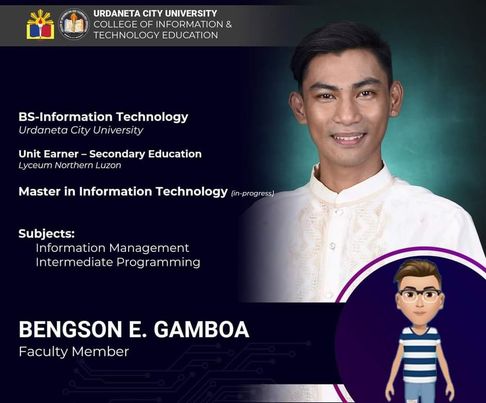 URDANETA CITY UNIVERSITY
COLLEGE OF INFORMATION &
TECHNOLOGY EDUCATION
BS-Information Technology
Urdaneta City University
Unit Earner – Secondary Education
Lyceum Northern Luzon
Master in Information Technology (in-progress)
Subjects:
Information Management
Intermediate Programming
BENGSON E. GAMBOA
Faculty Member